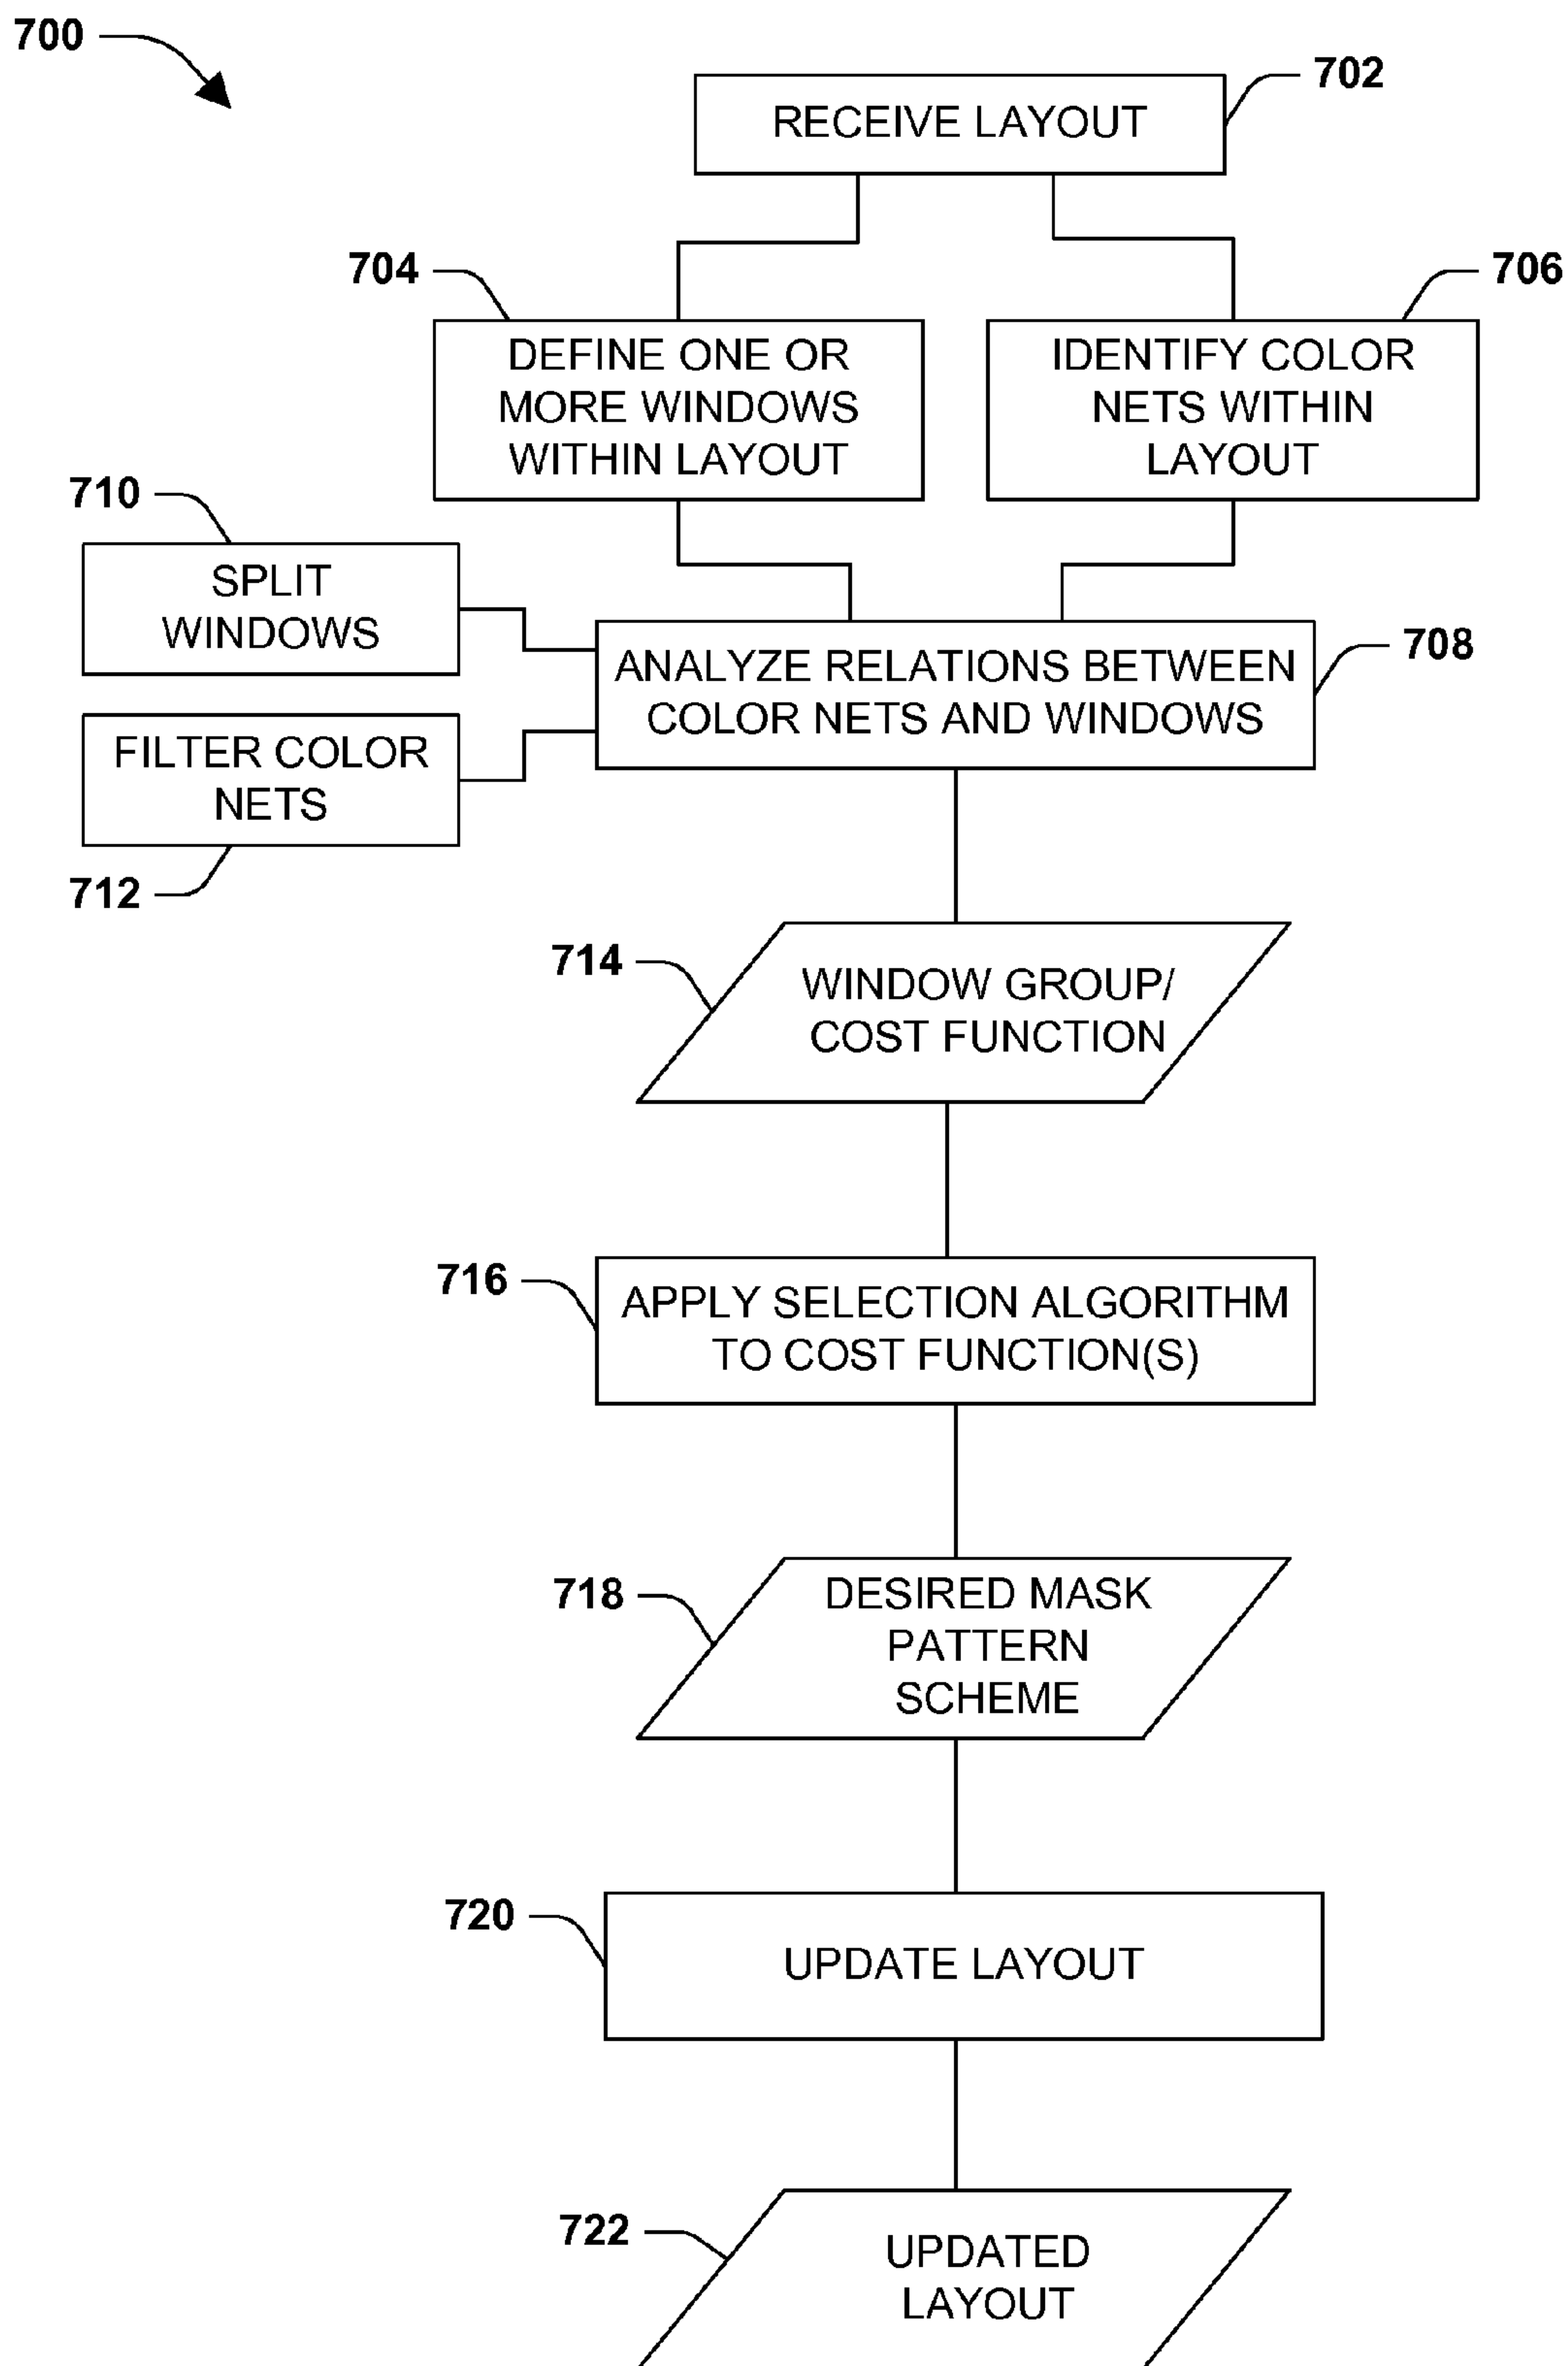 700
702
RECEIVE LAYOUT
704
706
DEFINE ONE OR
MORE WINDOWS
WITHIN LAYOUT
IDENTIFY COLOR
NETS WITHIN
LAYOUT
710
SPLIT
WINDOWS
708
ANALYZE RELATIONS BETWEEN
COLOR NETS AND WINDOWS
FILTER COLOR
NETS
712
714
WINDOW GROUP/
COST FUNCTION
716
APPLY SELECTION ALGORITHM
TO COST FUNCTION(S)
718
DESIRED MASK
PATTERN
SCHEME
720
UPDATE LAYOUT
722
UPDATED
LAYOUT